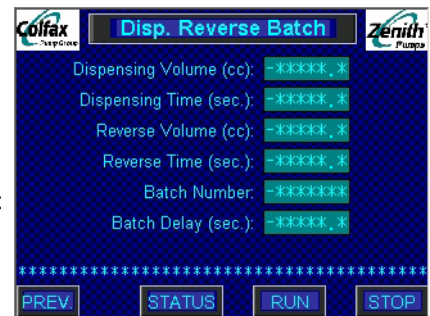 Colfax Disp. Reverse Batch Zenith
Pump Group Pumps
Dispensing Volume (cc): -*****.*
Dispensing Time (sec.): -*****.*
Reverse Volume (cc): -*****.*
Reverse Time (sec.): -*****.*
Batch Number: -*******
Batch Delay (sec.): -*****.*
****************************************
PREV STATUS RUN STOP